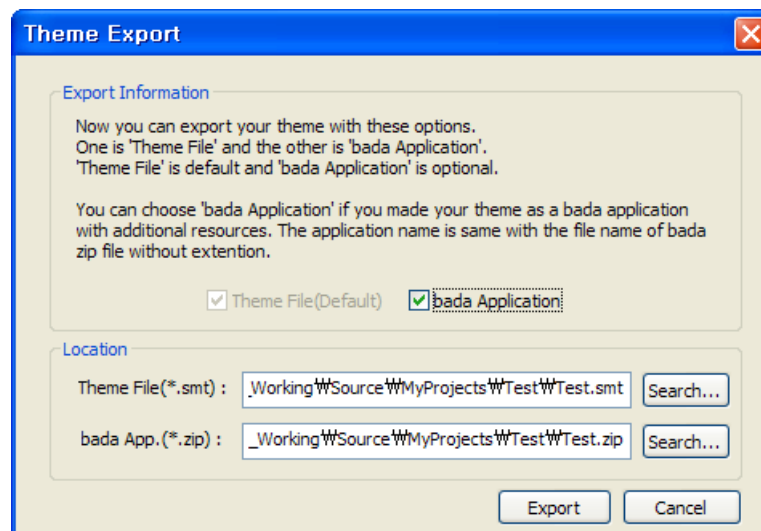 Theme Export
Export Information
Now you can export your theme with these options.
One is 'Theme File' and the other is 'bada Application'.
'Theme File' is default and 'bada Application' is optional.
You can choose 'bada Application' if you made your theme as a bada application
with additional resources. The application name is same with the file name of bada
zip file without extention.
Theme File(Default) bada Application
Location
Theme File(*.smt) : _Working₩Source₩MyProjects₩Test₩Test.smt Search...
bada App.(*.zip) : _Working₩Source₩MyProjects₩Test₩Test.zip Search...
Export Cancel